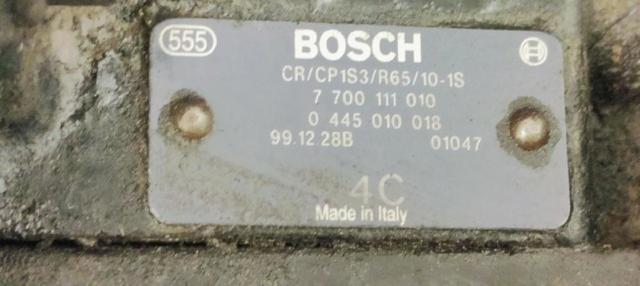 555 BOSCH
CR/CP1S3/R65/10-1S
7 700 111 010
0 445 010 018
99.12.28B 01047
4C
Made in Italy